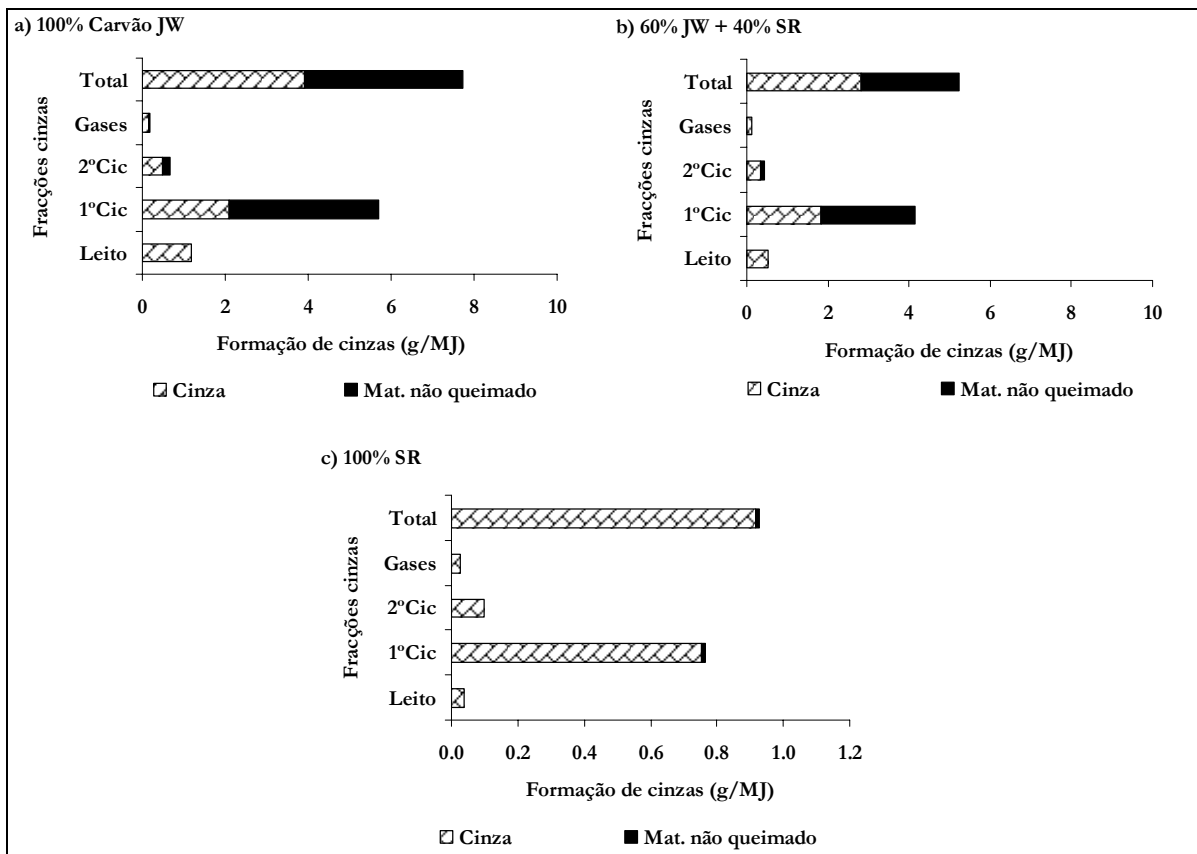 a) 100% Carvão JW
Fracções cinzas
Total
Gases
2ºCic
1ºCic
Leito
0 2 4 6 8 10
Formação de cinzas (g/MJ)
Cinza Mat. não queimado
b) 60% JW + 40% SR
Fracções cinzas
Total
Gases
2ºCic
1ºCic
Leito
0 2 4 6 8 10
Formação de cinzas (g/MJ)
Cinza Mat. não queimado
c) 100% SR
Fracções cinzas
Total
Gases
2ºCic
1ºCic
Leito
0.0 0.2 0.4 0.6 0.8 1.0 1.2
Formação de cinzas (g/MJ)
Cinza Mat. não queimado